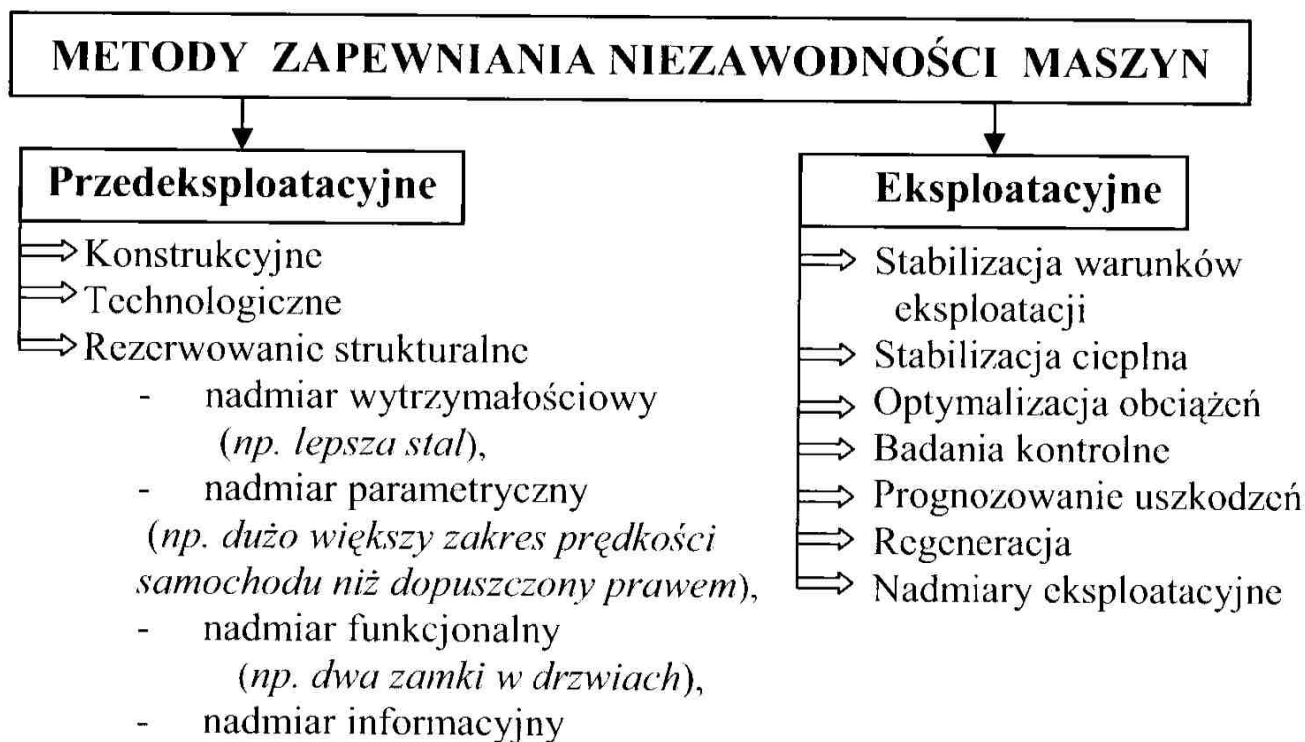 METODY ZAPEWNIANIA NIEZAWODNOŚCI MASZYN
Przedeksploatacyjne
Konstrukcyjne
Technologiczne
Rezerwowanie strukturalne
- nadmiar wytrzymałościowy
(np. lepsza stal),
- nadmiar parametryczny
(np. dużo większy zakres prędkości
samochodu niż dopuszczony prawem),
- nadmiar funkcjonalny
(np. dwa zamki w drzwiach),
- nadmiar informacyjny
Eksploatacyjne
Stabilizacja warunków
eksploatacji
Stabilizacja cieplna
Optymalizacja obciążeń
Badania kontrolne
Prognozowanie uszkodzeń
Regeneracja
Nadmiary eksploatacyjne